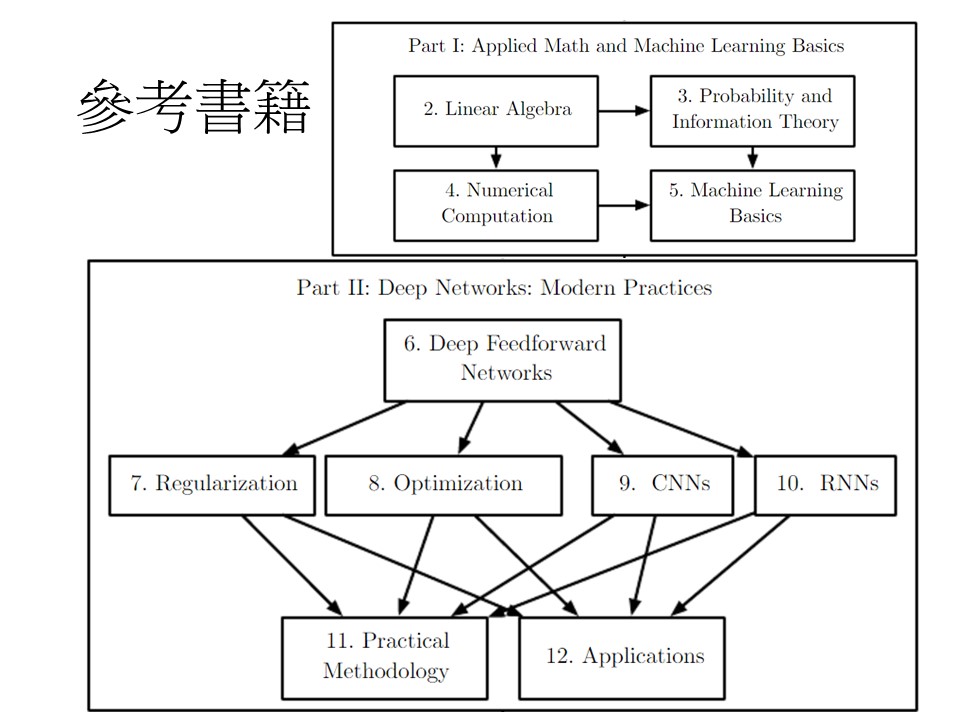 參考書籍
Part I: Applied Math and Machine Learning Basics
2. Linear Algebra
3. Probability and
Information Theory
4. Numerical
Computation
5. Machine Learning
Basics
Part II: Deep Networks: Modern Practices
6. Deep Feedforward
Networks
7. Regularization
8. Optimization
9. CNNs
10. RNNs
11. Practical
Methodology
12. Applications